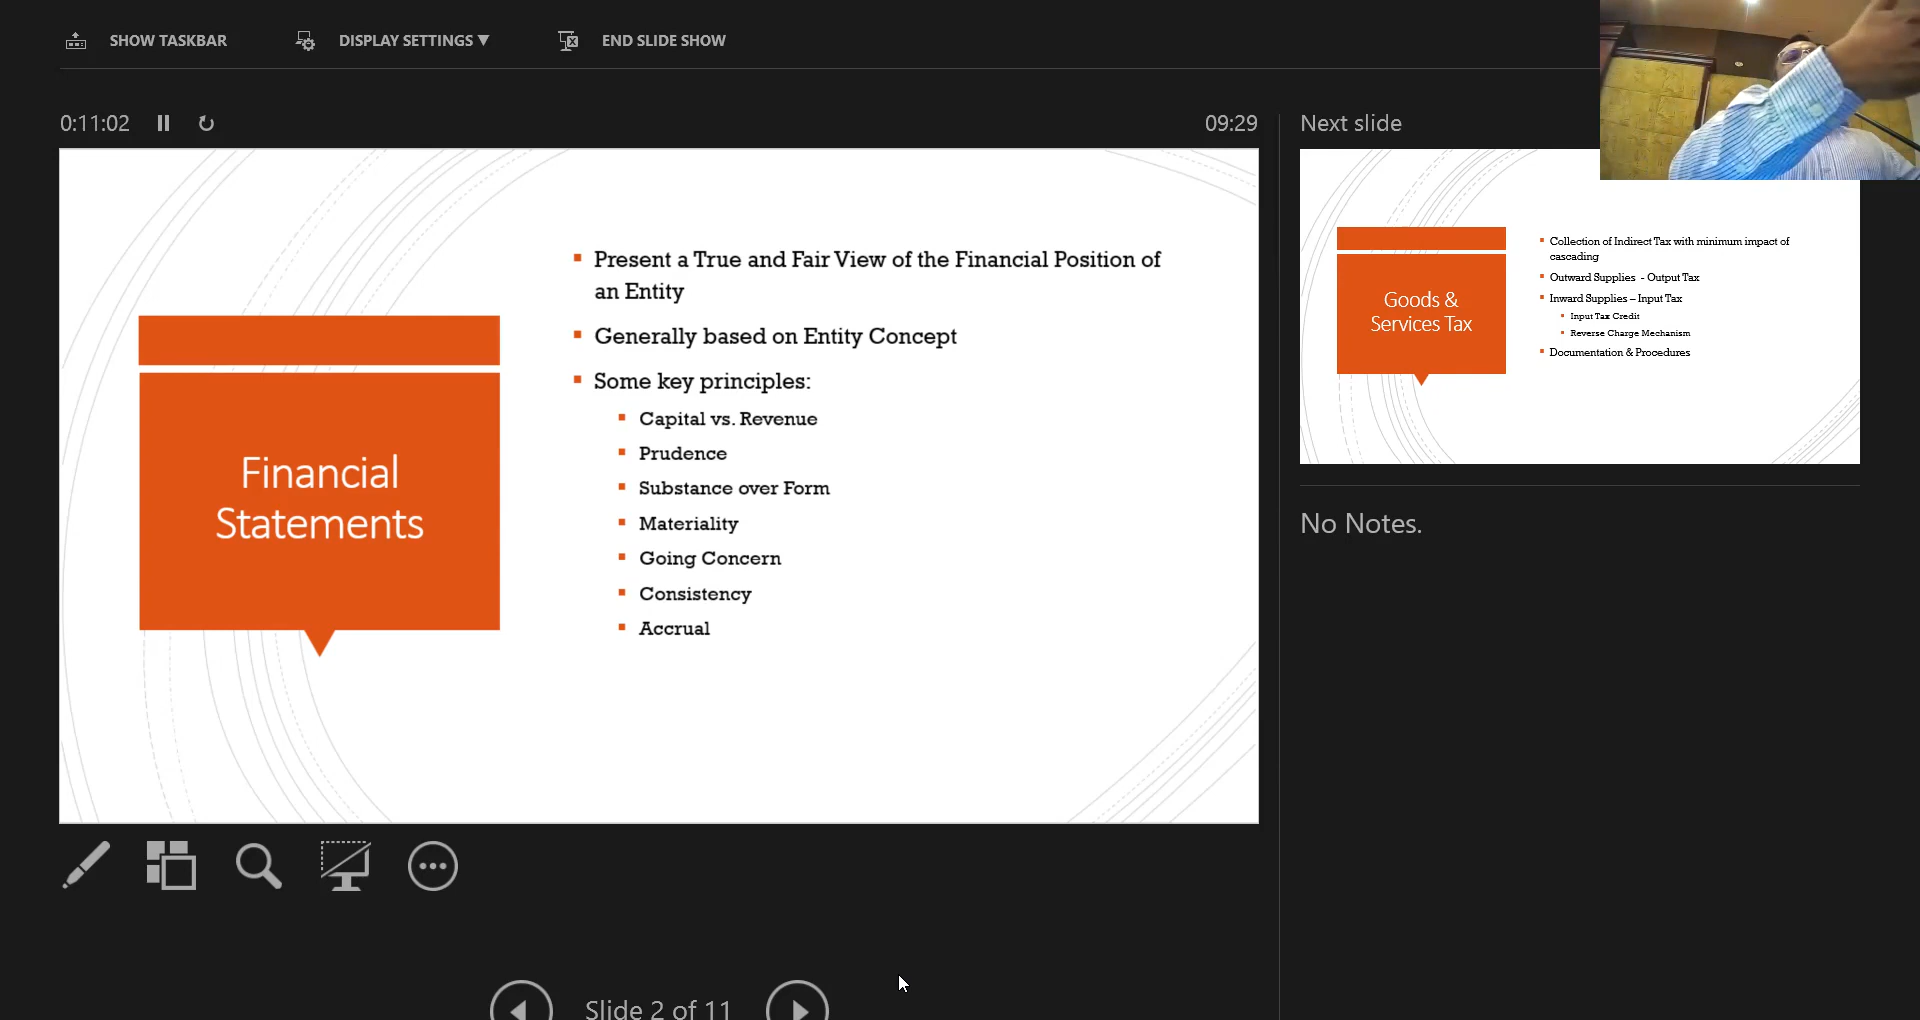 SHOW TASKBAR
DISPLAY SETTINGS ▼
END SLIDE SHOW
0:11:02
09:29
Next slide
Financial
Statements
Present a True and Fair View of the Financial Position of
an Entity
Generally based on Entity Concept
Some key principles:
Capital vs. Revenue
Prudence
Substance over Form
Materiality
Going Concern
Consistency
Accrual
Goods &
Services Tax
Collection of Indirect Tax with minimum impact of
cascading
Outward Supplies - Output Tax
Inward Supplies – Input Tax
Input Tax Credit
Reverse Charge Mechanism
Documentation & Procedures
No Notes.
Slide 2 of 11